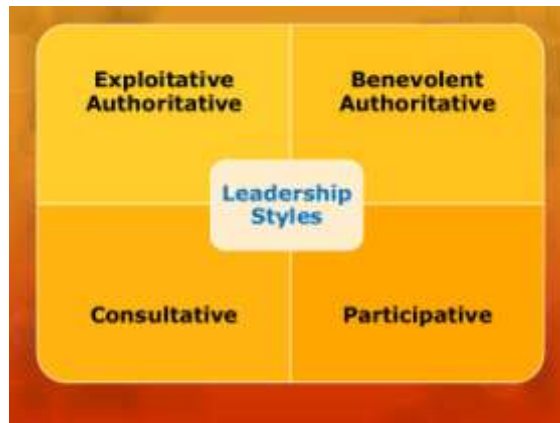 Exploitative
Authoritative
Benevolent
Authoritative
Leadership
Styles
Consultative
Participative